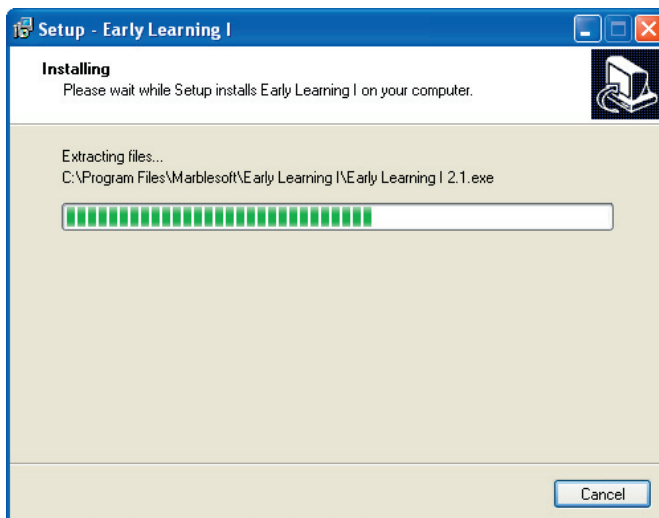 Setup - Early Learning I
Installing
Please wait while Setup installs Early Learning I on your computer.
Extracting files...
C:\Program Files\Marblesoft\Early Learning I\Early Learning I 2.1.exe
Cancel